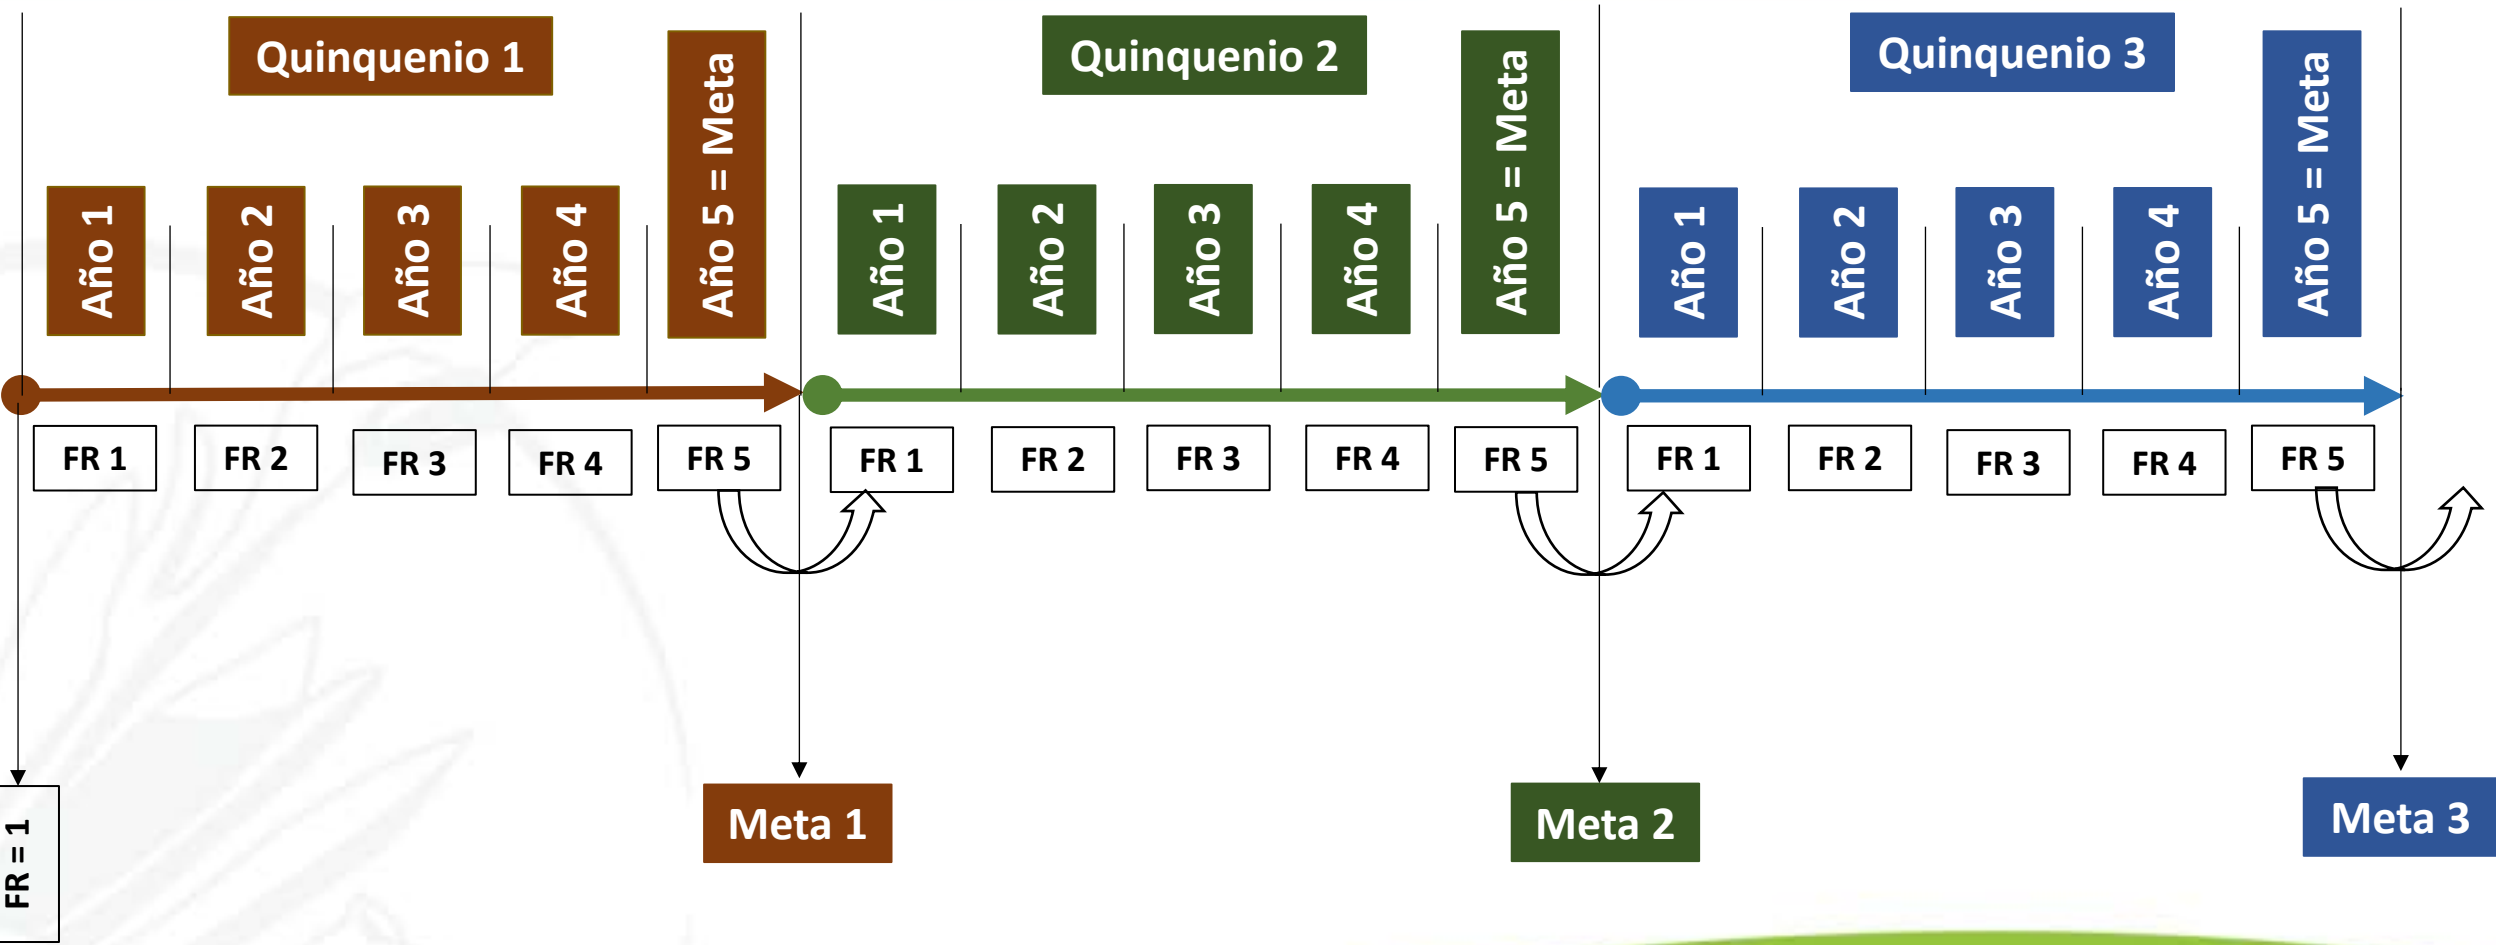 Quinquenio 1
Quinquenio 2
Quinquenio 3
Año 1
Año 2
Año 3
Año 4
Año 5 = Meta
Año 1
Año 2
Año 3
Año 4
Año 5 = Meta
Año 1
Año 2
Año 3
Año 4
Año 5 = Meta
FR 1
FR 2
FR 3
FR 4
FR 5
FR 1
FR 2
FR 3
FR 4
FR 5
FR 1
FR 2
FR 3
FR 4
FR 5
FR = 1
Meta 1
Meta 2
Meta 3